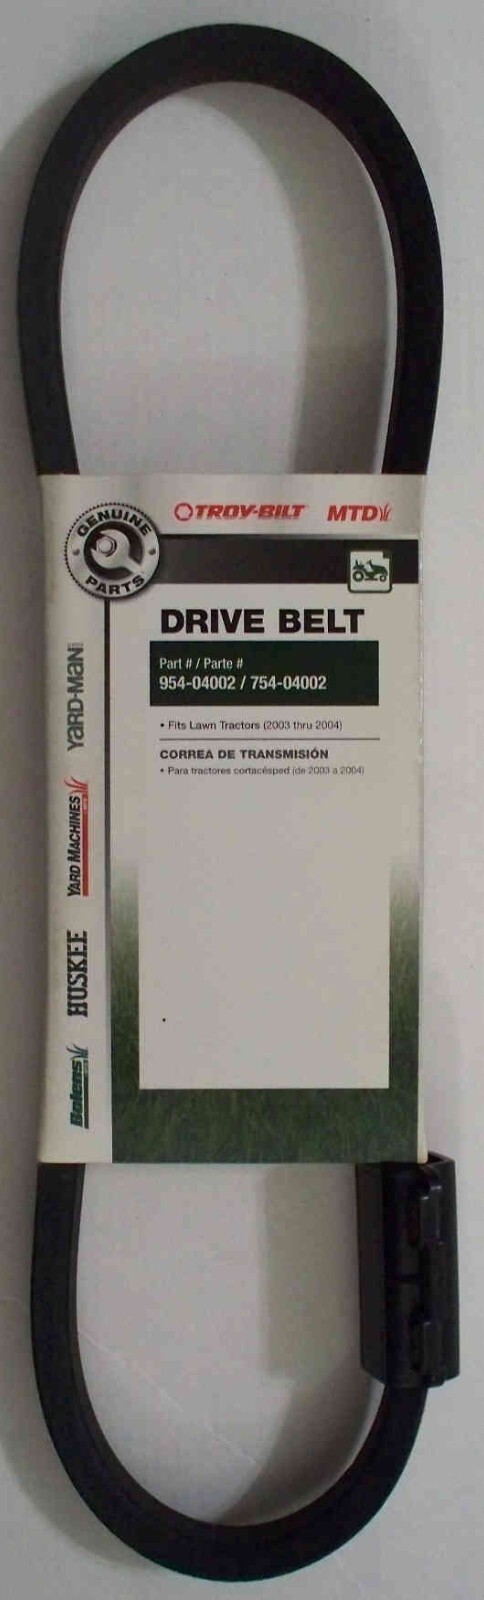 GENUINE
PARTS
TROY-BILT MTD
DRIVE BELT
Part # / Parte #
954-04002 / 754-04002
• Fits Lawn Tractors (2003 thru 2004)
CORREA DE TRANSMISIÓN
• Para tractores cortacésped (de 2003 a 2004)
YARD-MAN
YARD MACHINES
HUSKEE
Bolens